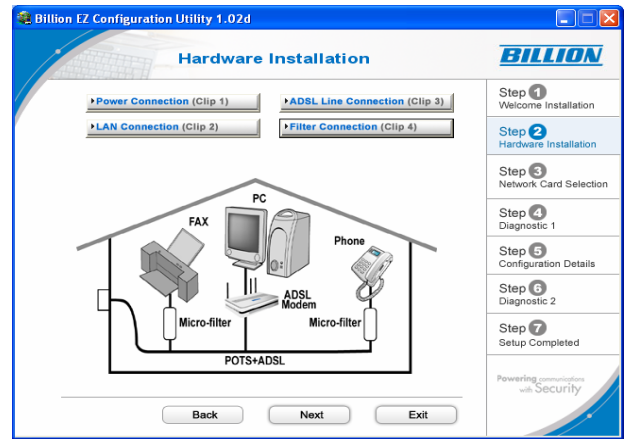 Billion EZ Configuration Utility 1.02d
Hardware Installation
BILLION
Power Connection (Clip 1)
ADSL Line Connection (Clip 3)
LAN Connection (Clip 2)
Filter Connection (Clip 4)
PC
FAX
Phone
ADSL
Modem
Micro-filter
Micro-filter
POTS+ADSL
Back
Next
Exit
Step 1
Welcome Installation
Step 2
Hardware Installation
Step 3
Network Card Selection
Step 4
Diagnostic 1
Step 5
Configuration Details
Step 6
Diagnostic 2
Step 7
Setup Completed
Powering communications
with Security